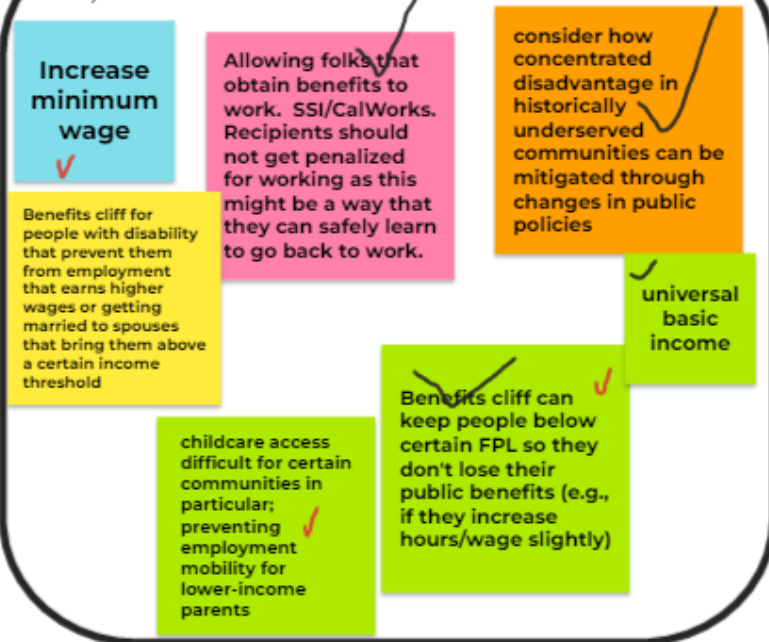 Increase
minimum
wage
Allowing folks that
obtain benefits to
work. SSI/CalWorks.
Recipients should
not get penalized
for working as this
might be a way that
they can safely learn
to go back to work.
consider how
concentrated
disadvantage in
historically
underserved
communities can be
mitigated through
changes in public
policies
Benefits cliff for
people with disability
that prevent them
from employment
that earns higher
wages or getting
married to spouses
that bring them above
a certain income
threshold
universal
basic
income
Benefits cliff can
keep people below
certain FPL so they
don't lose their
public benefits (e.g.,
if they increase
hours/wage slightly)
childcare access
difficult for certain
communities in
particular;
preventing
employment
mobility for
lower-income
parents